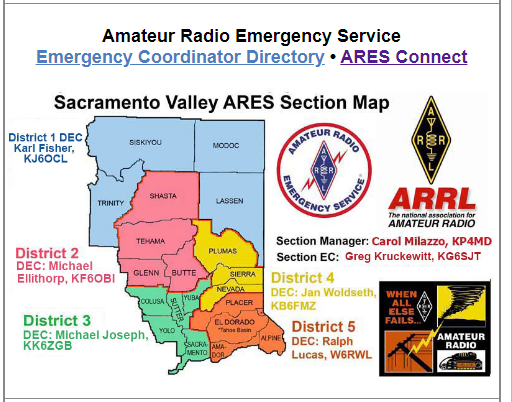 Amateur Radio Emergency Service
Emergency Coordinator Directory • ARES Connect
Sacramento Valley ARES Section Map
District 1 DEC
Karl Fisher,
KJ6OCL
SISKIYOU
MODOC
TRINITY
SHASTA
LASSEN
TEHAMA
PLUMAS
GLENN
BUTTE
SIERRA
NEVADA
COLUSA
SUTTER
YUBA
PLACER
YOLO
EL DORADO
*Tahoe Basin
SACRA-
MENTO
AMA-
DOR
ALPINE
District 2
DEC: Michael
Ellithorp, KF6OBI
District 3
DEC: Michael Joseph,
KK6ZGB
District 4
DEC: Jan Woldseth,
KB6FMZ
District 5
DEC: Ralph
Lucas, W6RWL
AMATEUR RADIO
EMERGENCY SERVICE
A
R R
L
A
R R
L
ARRL
The national association for
AMATEUR RADIO
Section Manager: Carol Milazzo, KP4MD
Section EC: Greg Kruckewitt, KG6SJT
WHEN
ALL
ELSE
FAILS...
AMATEUR
RADIO